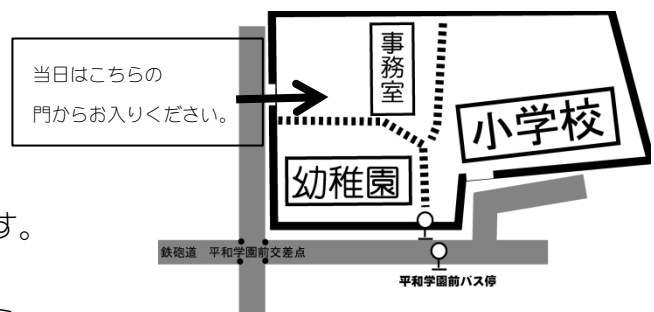 当日はこちらの
門からお入りください。
事務室
小学校
幼稚園
す。
鉄砲道 平和学園前交差点
平和学園前バス停